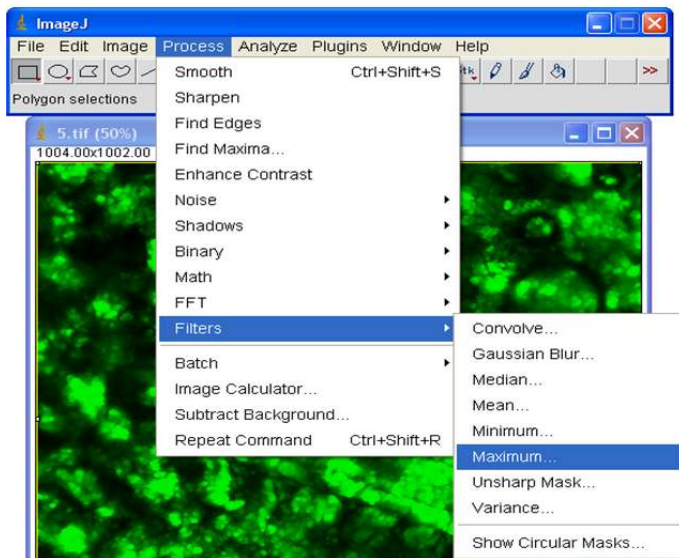 ImageJ
File Edit Image Process Analyze Plugins Window Help
>>
Polygon selections
5.tif (50%)
1004.00x1002.00
Smooth Ctrl+Shift+S
Sharpen
Find Edges
Find Maxima...
Enhance Contrast
Noise
Shadows
Binary
Math
FFT
Filters
Batch
Image Calculator...
Subtract Background...
Repeat Command Ctrl+Shift+R
Convolve...
Gaussian Blur...
Median...
Mean...
Minimum...
Maximum...
Unsharp Mask...
Variance...
Show Circular Masks...